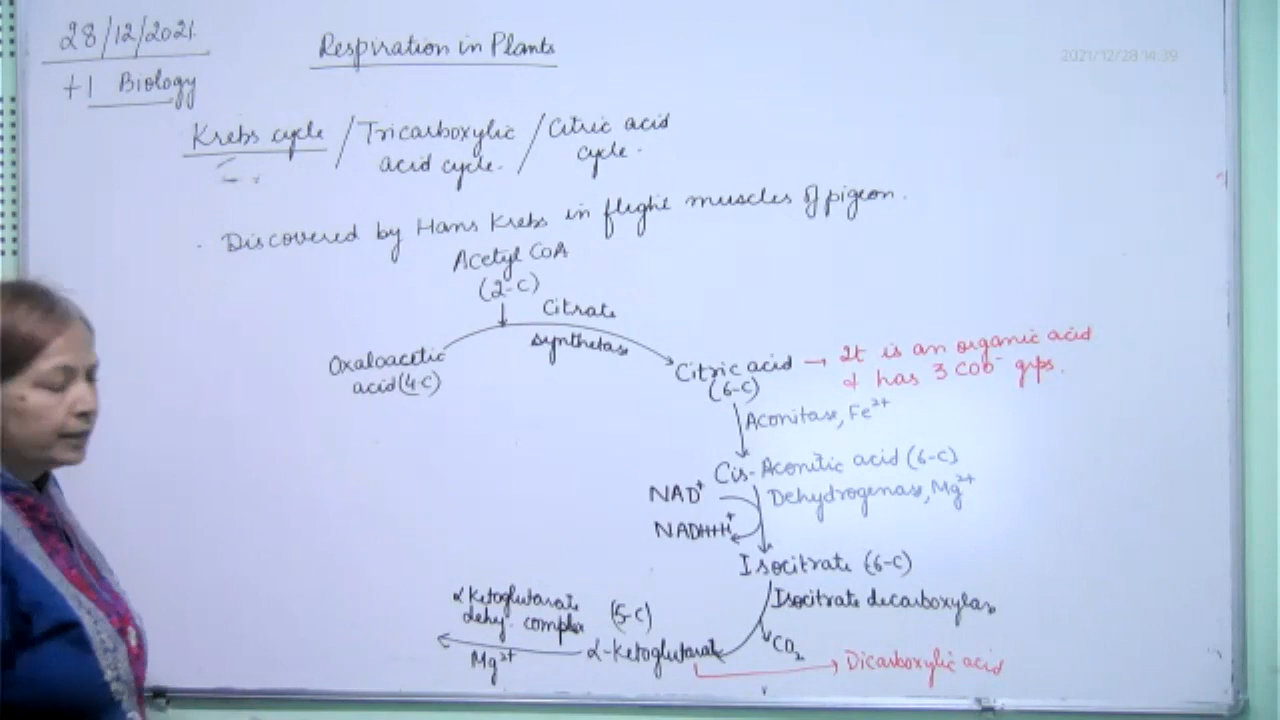 28/12/2021.
+1 Biology
Respiration in Plants
2021/12/28 14:39
Krebs cycle / Tricarboxylic acid cycle. / Citric acid cycle.
. Discovered by Hans Krebs in flight muscles of pigeon.
Acetyl CoA
(2-C)
Citrate
synthetase
Oxaloacetic
acid (4-C)
Citric acid → It is an organic acid
(6-C)
& has 3 COO⁻ grps.
Aconitase, Fe²⁺
Cis-Aconitic acid (6-C)
NAD⁺
Dehydrogenase, Mg²⁺
NADH+H⁺
Isocitrate (6-C)
Isocitrate decarboxylase
CO₂
α-Ketoglutarate
(5-C)
α Ketoglutarate
dehy. complex
Mg²⁺
Dicarboxylic acid